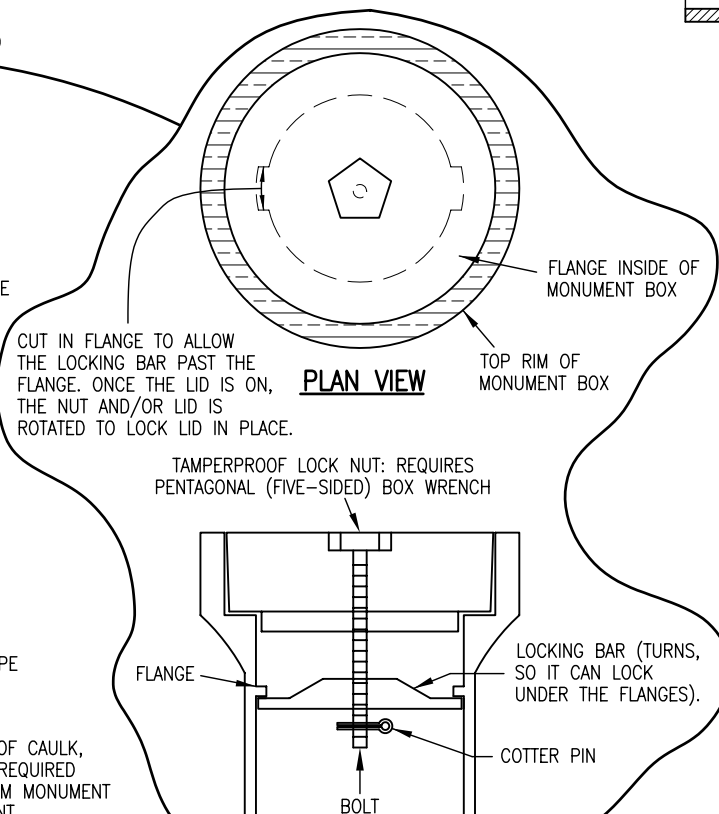 E
FLANGE INSIDE OF
MONUMENT BOX
CUT IN FLANGE TO ALLOW
THE LOCKING BAR PAST THE
FLANGE. ONCE THE LID IS ON,
THE NUT AND/OR LID IS
ROTATED TO LOCK LID IN PLACE.
PLAN VIEW
TOP RIM OF
MONUMENT BOX
TAMPERPROOF LOCK NUT: REQUIRES
PENTAGONAL (FIVE-SIDED) BOX WRENCH
PE
FLANGE
LOCKING BAR (TURNS,
SO IT CAN LOCK
UNDER THE FLANGES).
OF CAULK,
REQUIRED
M MONUMENT
COTTER PIN
BOLT